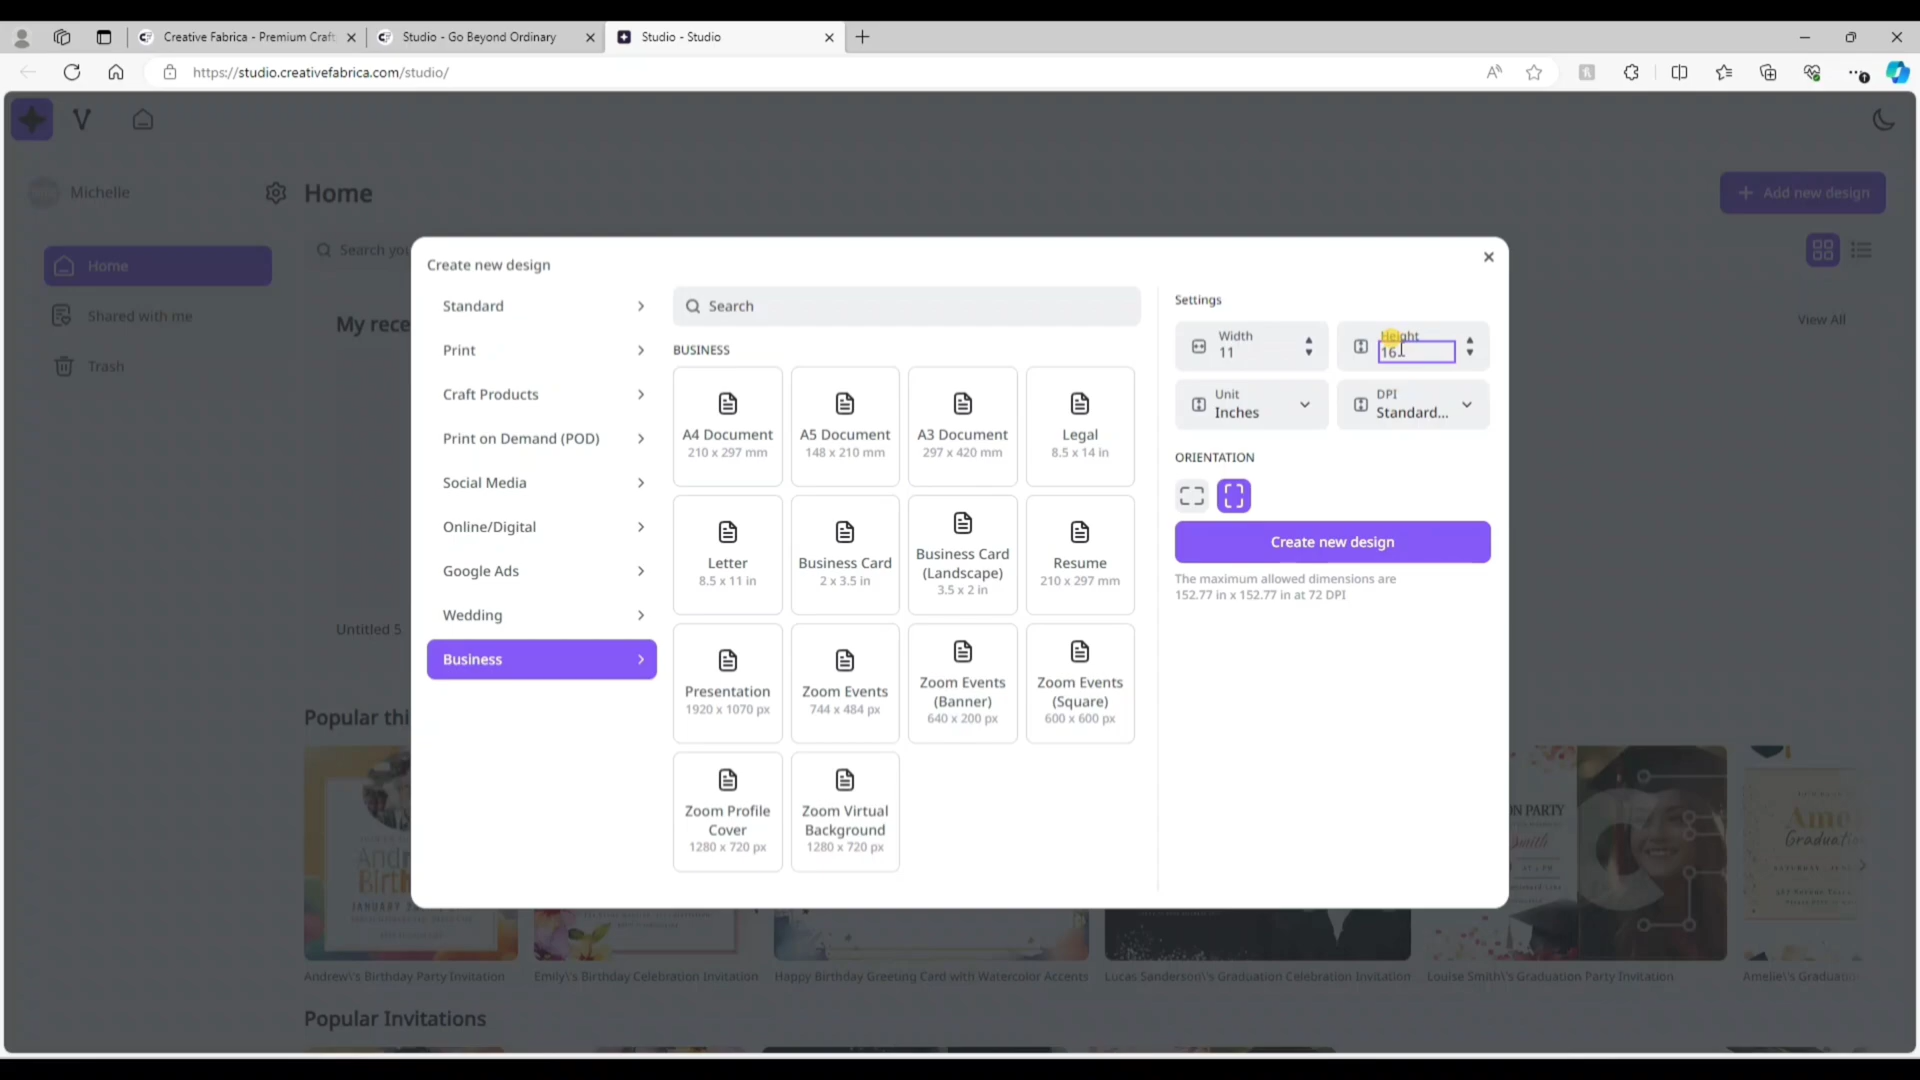 Creative Fabrica - Premium Craft
Studio - Go Beyond Ordinary
Studio - Studio
https://studio.creativefabrica.com/studio/
V
Michelle
Home
Add new design
Home
Search you
Shared with me
My rece
View All
Trash
Untitled 5
Popular thi
Create new design
Standard
Print
Craft Products
Print on Demand (POD)
Social Media
Online/Digital
Google Ads
Wedding
Business
Search
BUSINESS
A4 Document
210 x 297 mm
A5 Document
148 x 210 mm
A3 Document
297 x 420 mm
Legal
8.5 x 14 in
Letter
8.5 x 11 in
Business Card
2 x 3.5 in
Business Card
(Landscape)
3.5 x 2 in
Resume
210 x 297 mm
Presentation
1920 x 1070 px
Zoom Events
744 x 484 px
Zoom Events
(Banner)
640 x 200 px
Zoom Events
(Square)
600 x 600 px
Zoom Profile
Cover
1280 x 720 px
Zoom Virtual
Background
1280 x 720 px
Settings
Width
11
Height
16.
Unit
Inches
DPI
Standard...
ORIENTATION
Create new design
The maximum allowed dimensions are
152.77 in x 152.77 in at 72 DPI
Andr
Birth
JANUARY
N PARTY
Smith
Ame
Graduatio
Andrew\'s Birthday Party Invitation
Emily\'s Birthday Celebration Invitation
Happy Birthday Greeting Card with Watercolor Accents
Lucas Sanderson\'s Graduation Celebration Invitation
Louise Smith\'s Graduation Party Invitation
Amelie\'s Graduatio
Popular Invitations